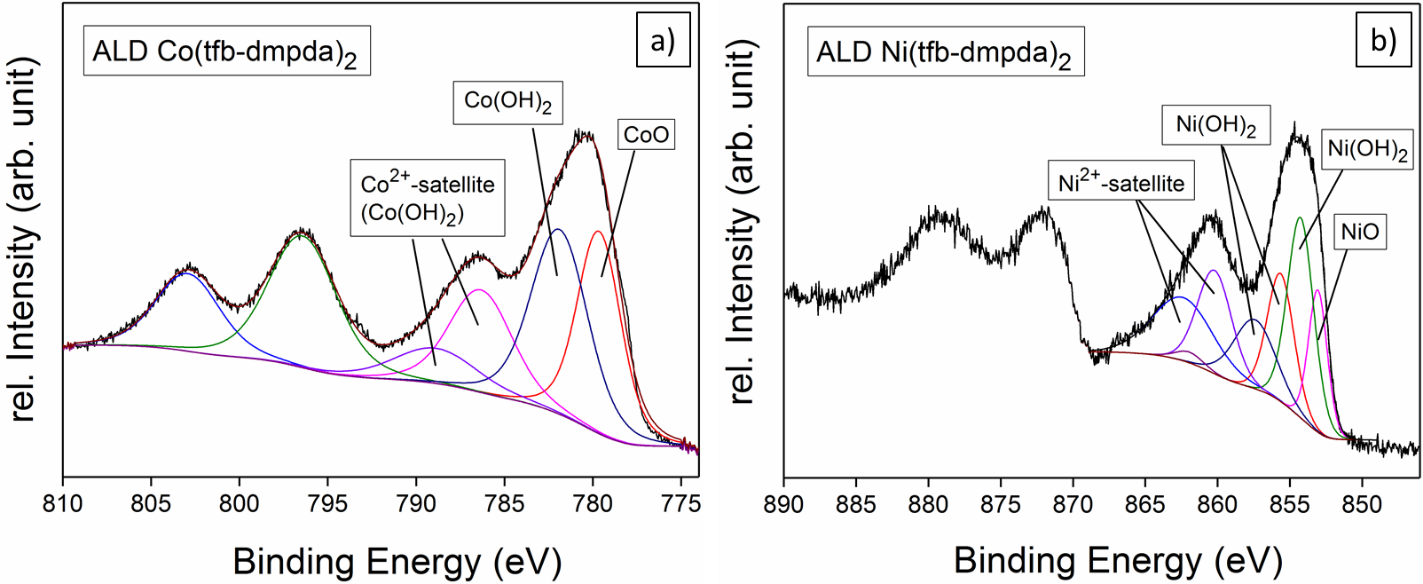 ALD Co(tfb-dmpda)2
a)
Co(OH)2
CoO
Co2+-satellite
(Co(OH)2)
rel. Intensity (arb. unit)
810 805 800 795 790 785 780 775
Binding Energy (eV)
ALD Ni(tfb-dmpda)2
b)
Ni(OH)2
Ni(OH)2
Ni2+-satellite
NiO
rel. Intensity (arb. unit)
890 880 875 870 865 860 855 850
Binding Energy (eV)